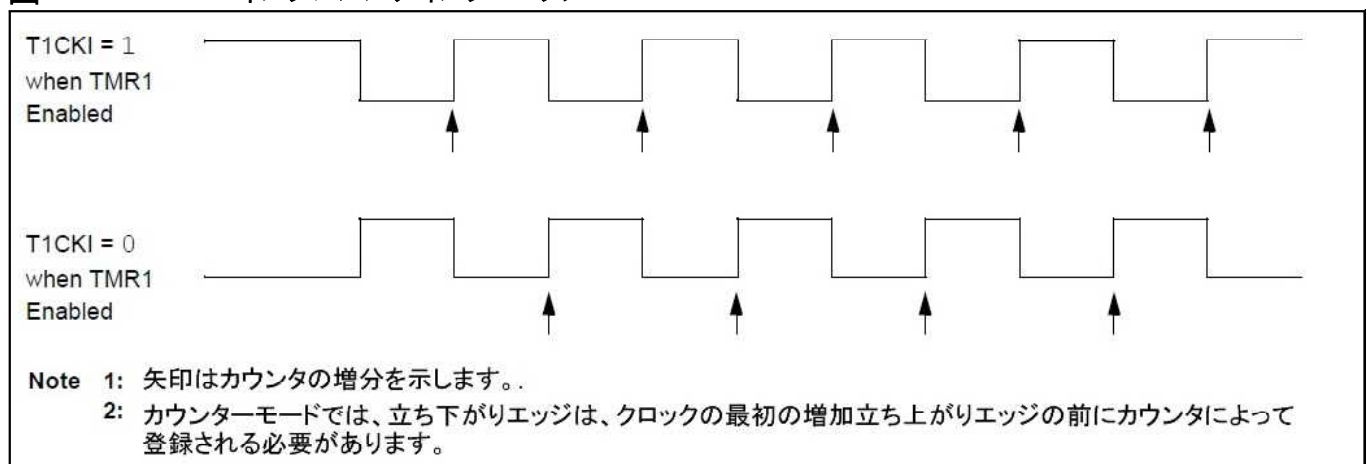 T1CKI = 1
when TMR1
Enabled
T1CKI = 0
when TMR1
Enabled
Note 1: 矢印はカウンタの増分を示します。.
2: カウンターモードでは、立ち下がりエッジは、クロックの最初の増加立ち上がりエッジの前にカウンタによって
登録される必要があります。